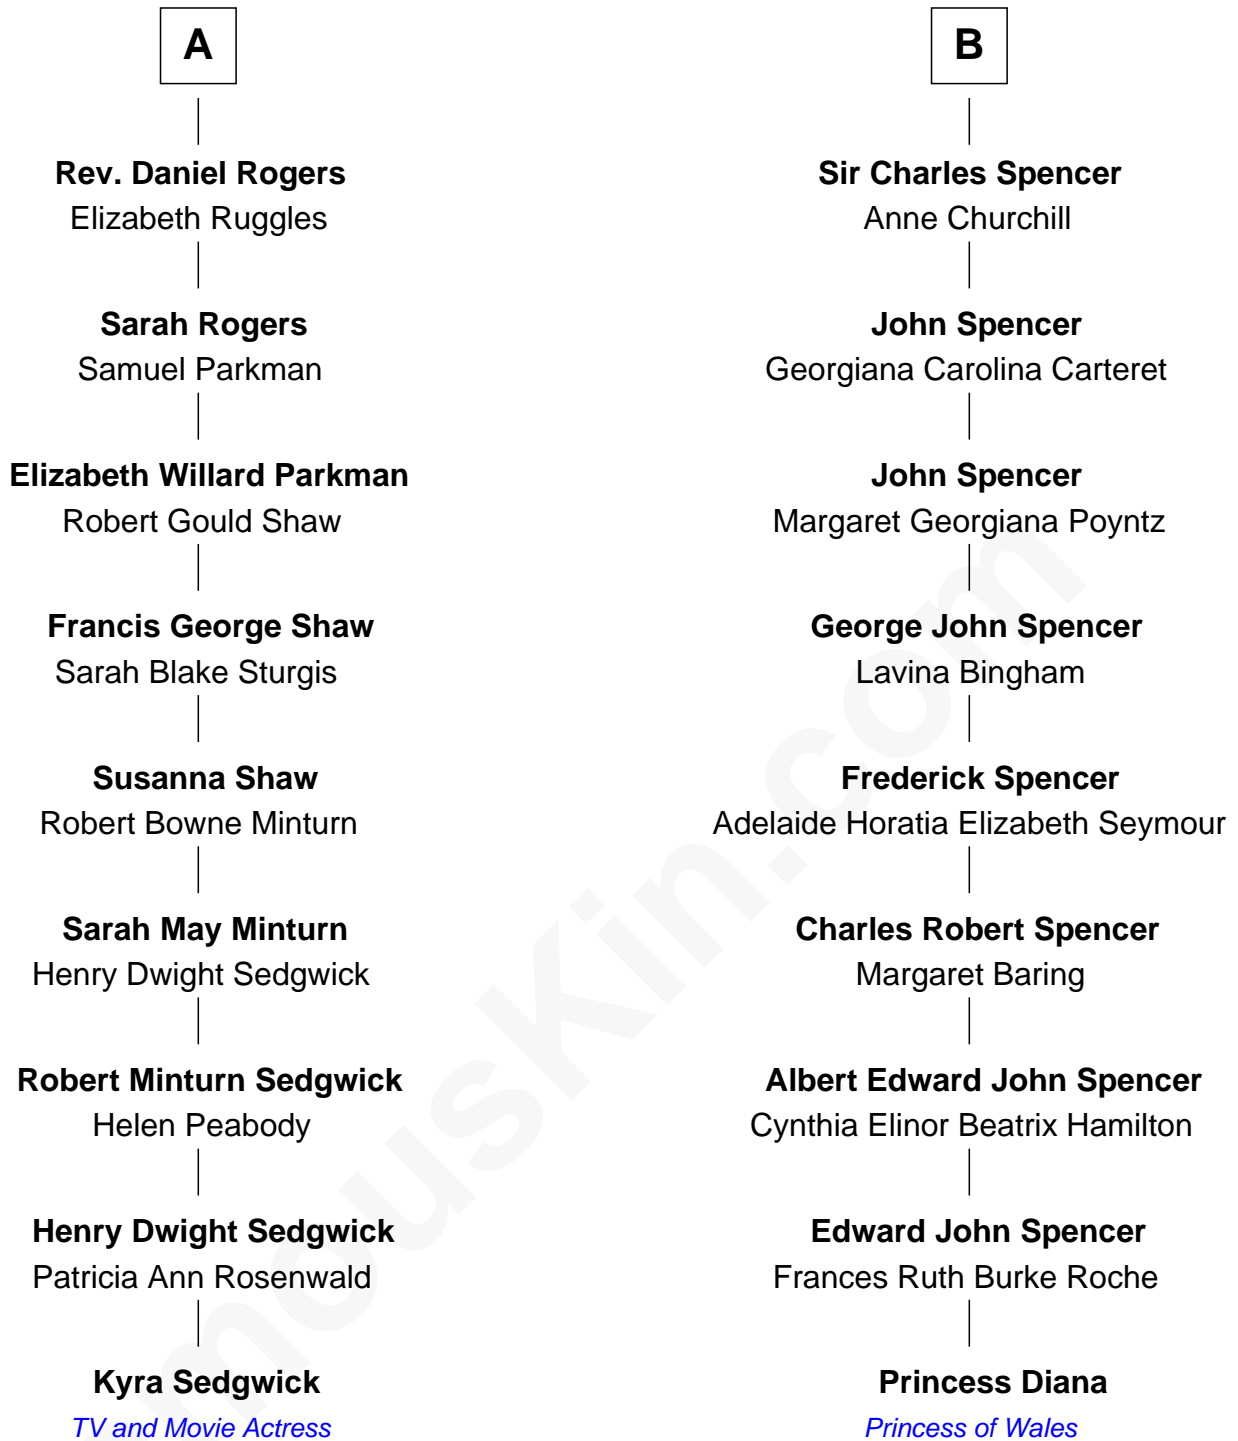 A
Rev. Daniel Rogers
Elizabeth Ruggles
Sarah Rogers
Samuel Parkman
Elizabeth Willard Parkman
Robert Gould Shaw
Francis George Shaw
Sarah Blake Sturgis
Susanna Shaw
Robert Bowne Minturn
Sarah May Minturn
Henry Dwight Sedgwick
Robert Minturn Sedgwick
Helen Peabody
Henry Dwight Sedgwick
Patricia Ann Rosenwald
Kyra Sedgwick
TV and Movie Actress
B
Sir Charles Spencer
Anne Churchill
John Spencer
Georgiana Carolina Carteret
John Spencer
Margaret Georgiana Poyntz
George John Spencer
Lavina Bingham
Frederick Spencer
Adelaide Horatia Elizabeth Seymour
Charles Robert Spencer
Margaret Baring
Albert Edward John Spencer
Cynthia Elinor Beatrix Hamilton
Edward John Spencer
Frances Ruth Burke Roche
Princess Diana
Princess of Wales
mousKin.com